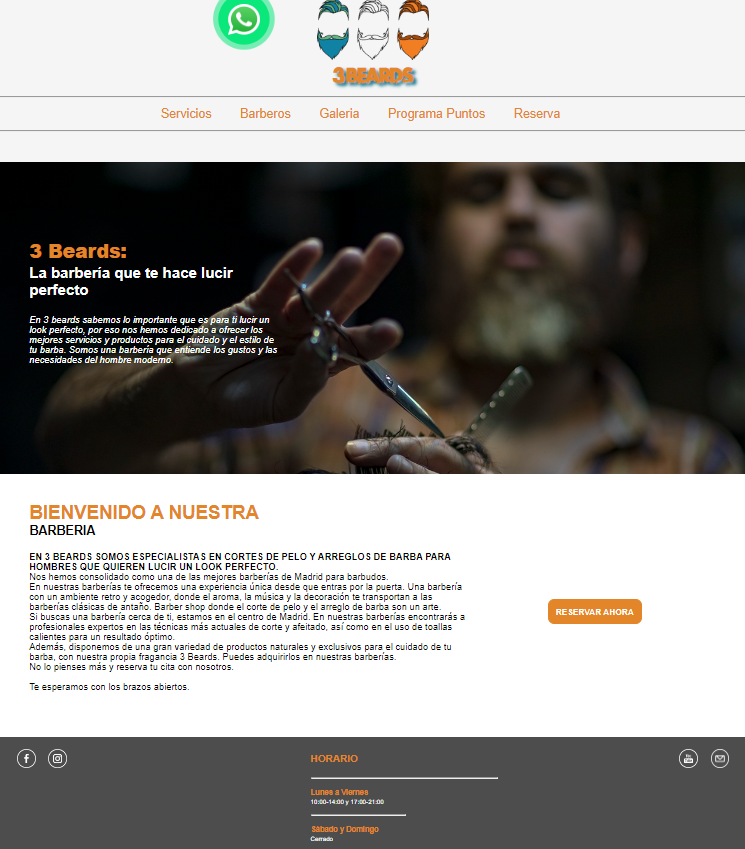 3 BEARDS
Servicios Barberos Galeria Programa Puntos Reserva
3 Beards:
La barbería que te hace lucir
perfecto
En 3 beards sabemos lo importante que es para ti lucir un
look perfecto, por eso nos hemos dedicado a ofrecer los
mejores servicios y productos para el cuidado y el estilo de
tu barba. Somos una barbería que entiende los gustos y las
necesidades del hombre moderno.
BIENVENIDO A NUESTRA
BARBERIA
EN 3 BEARDS SOMOS ESPECIALISTAS EN CORTES DE PELO Y ARREGLOS DE BARBA PARA
HOMBRES QUE QUIEREN LUCIR UN LOOK PERFECTO.
Nos hemos consolidado como una de las mejores barberías de Madrid para barbudos.
En nuestras barberías te ofrecemos una experiencia única desde que entras por la puerta. Una barbería
con un ambiente retro y acogedor, donde el aroma, la música y la decoración te transportan a las
barberías clásicas de antaño. Barber shop donde el corte de pelo y el arreglo de barba son un arte.
Si buscas una barbería cerca de ti, estamos en el centro de Madrid. En nuestras barberías encontrarás a
profesionales expertos en las técnicas más actuales de corte y afeitado, así como en el uso de toallas
calientes para un resultado óptimo.
Además, disponemos de una gran variedad de productos naturales y exclusivos para el cuidado de tu
barba, con nuestra propia fragancia 3 Beards. Puedes adquirirlos en nuestras barberías.
No lo pienses más y reserva tu cita con nosotros.
Te esperamos con los brazos abiertos.
RESERVAR AHORA
HORARIO
Lunes a Viernes
10:00-14:00 y 17:00-21:00
Sábado y Domingo
Cerrado